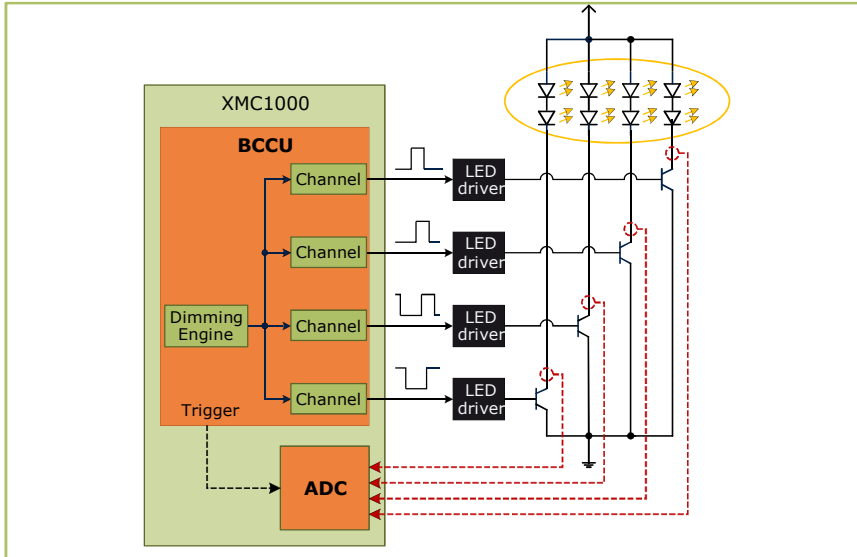 XMC1000
BCCU
Channel
LED
driver
Channel
LED
driver
Dimming
Engine
Channel
LED
driver
Channel
LED
driver
Trigger
ADC